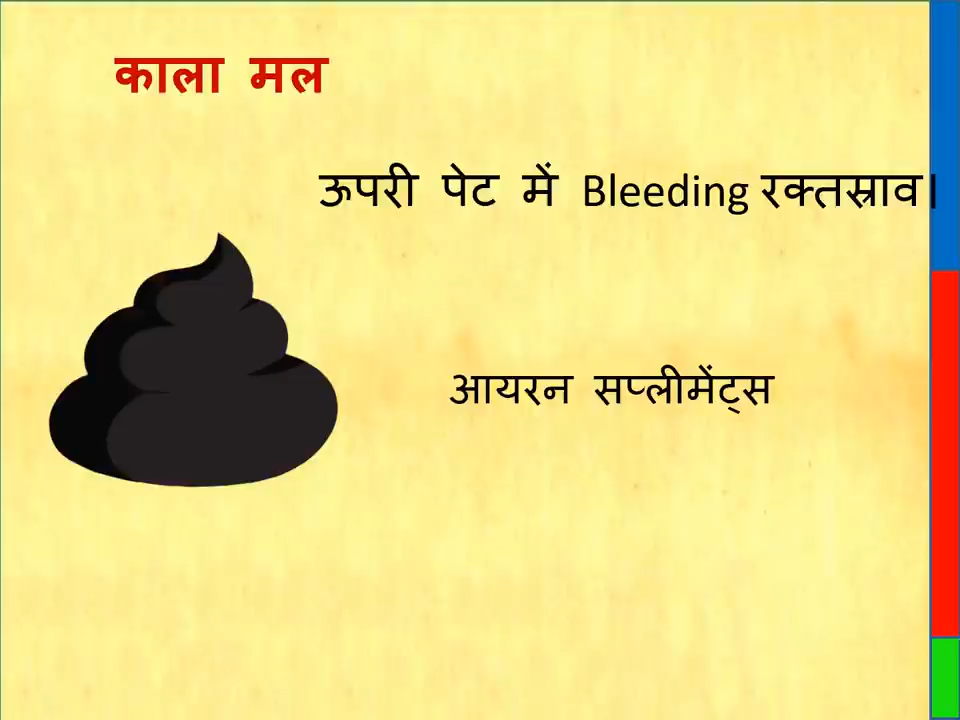 काला मल
ऊपरी पेट में Bleeding रक्तस्राव।
आयरन सप्लीमेंट्स